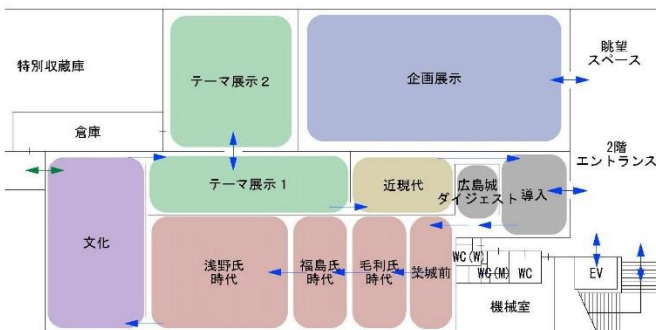 特別収蔵庫
テーマ展示2
企画展示
眺望
スペース
倉庫
2階
エントランス
テーマ展示1
近現代
広島城
ダイジェスト
導入
文化
浅野氏
時代
福島氏
時代
毛利氏
時代
築城前
WC(W)
WC(M)
WC
EV
機械室